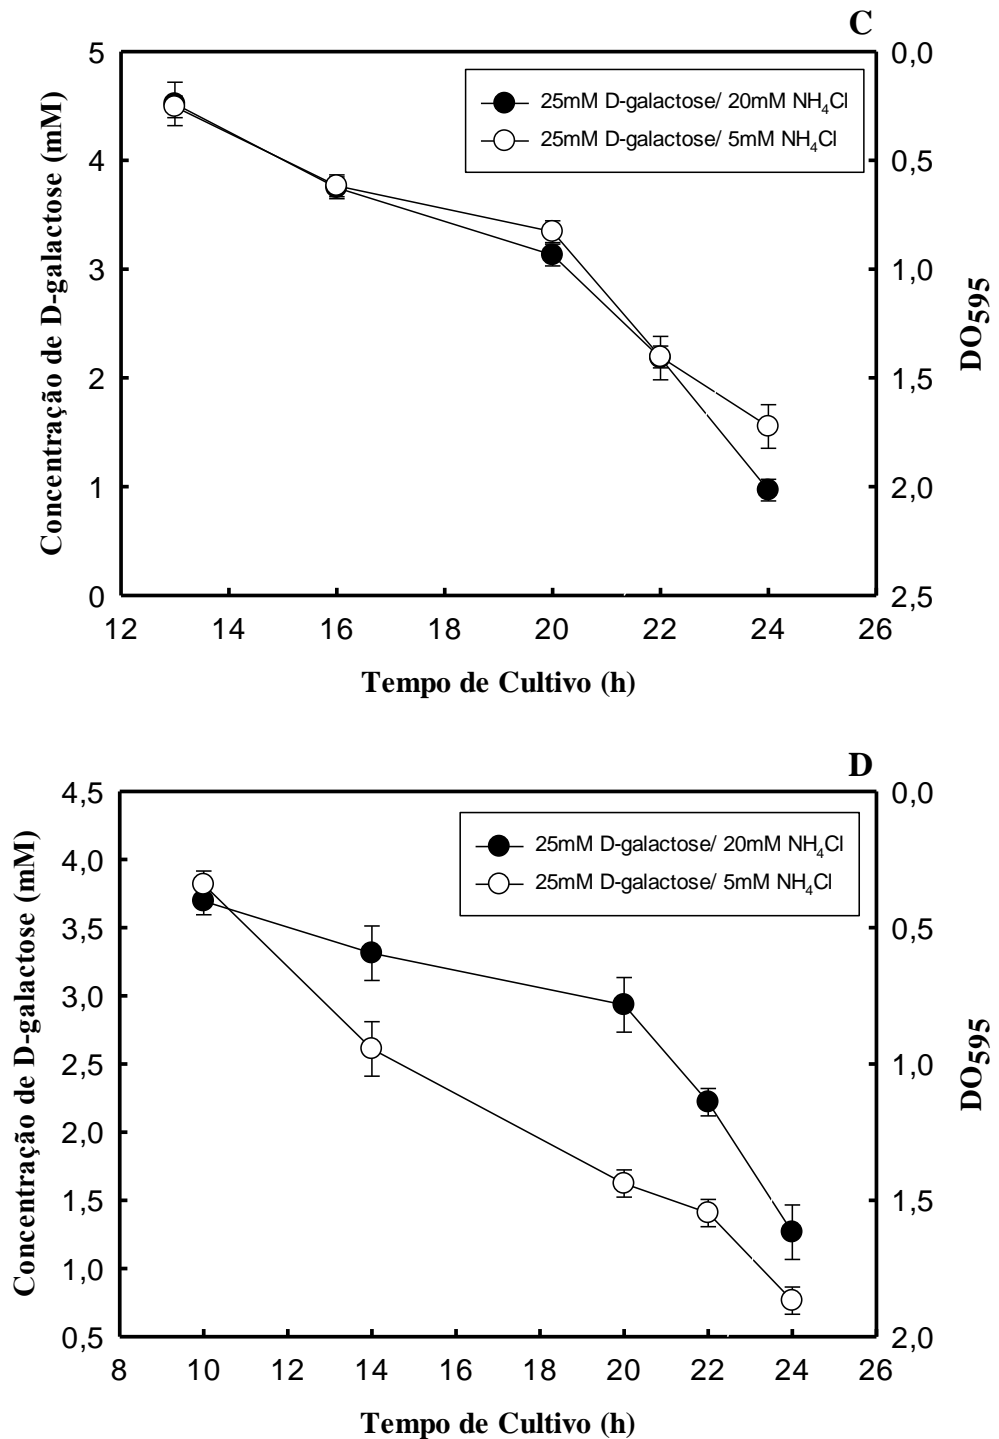 C
5 0,0
25mM D-galactose/ 20mM NH₄Cl
25mM D-galactose/ 5mM NH₄Cl
4 0,5
3 1,0
2 1,5
1 2,0
0 2,5
Concentração de D-galactose (mM)
DO₅₉₅
12 14 16 18 20 22 24 26
Tempo de Cultivo (h)
D
4,5 0,0
25mM D-galactose/ 20mM NH₄Cl
25mM D-galactose/ 5mM NH₄Cl
4,0
3,5 0,5
3,0
2,5 1,0
2,0
1,5 1,5
1,0
0,5 2,0
Concentração de D-galactose (mM)
DO₅₉₅
8 10 12 14 16 18 20 22 24 26
Tempo de Cultivo (h)